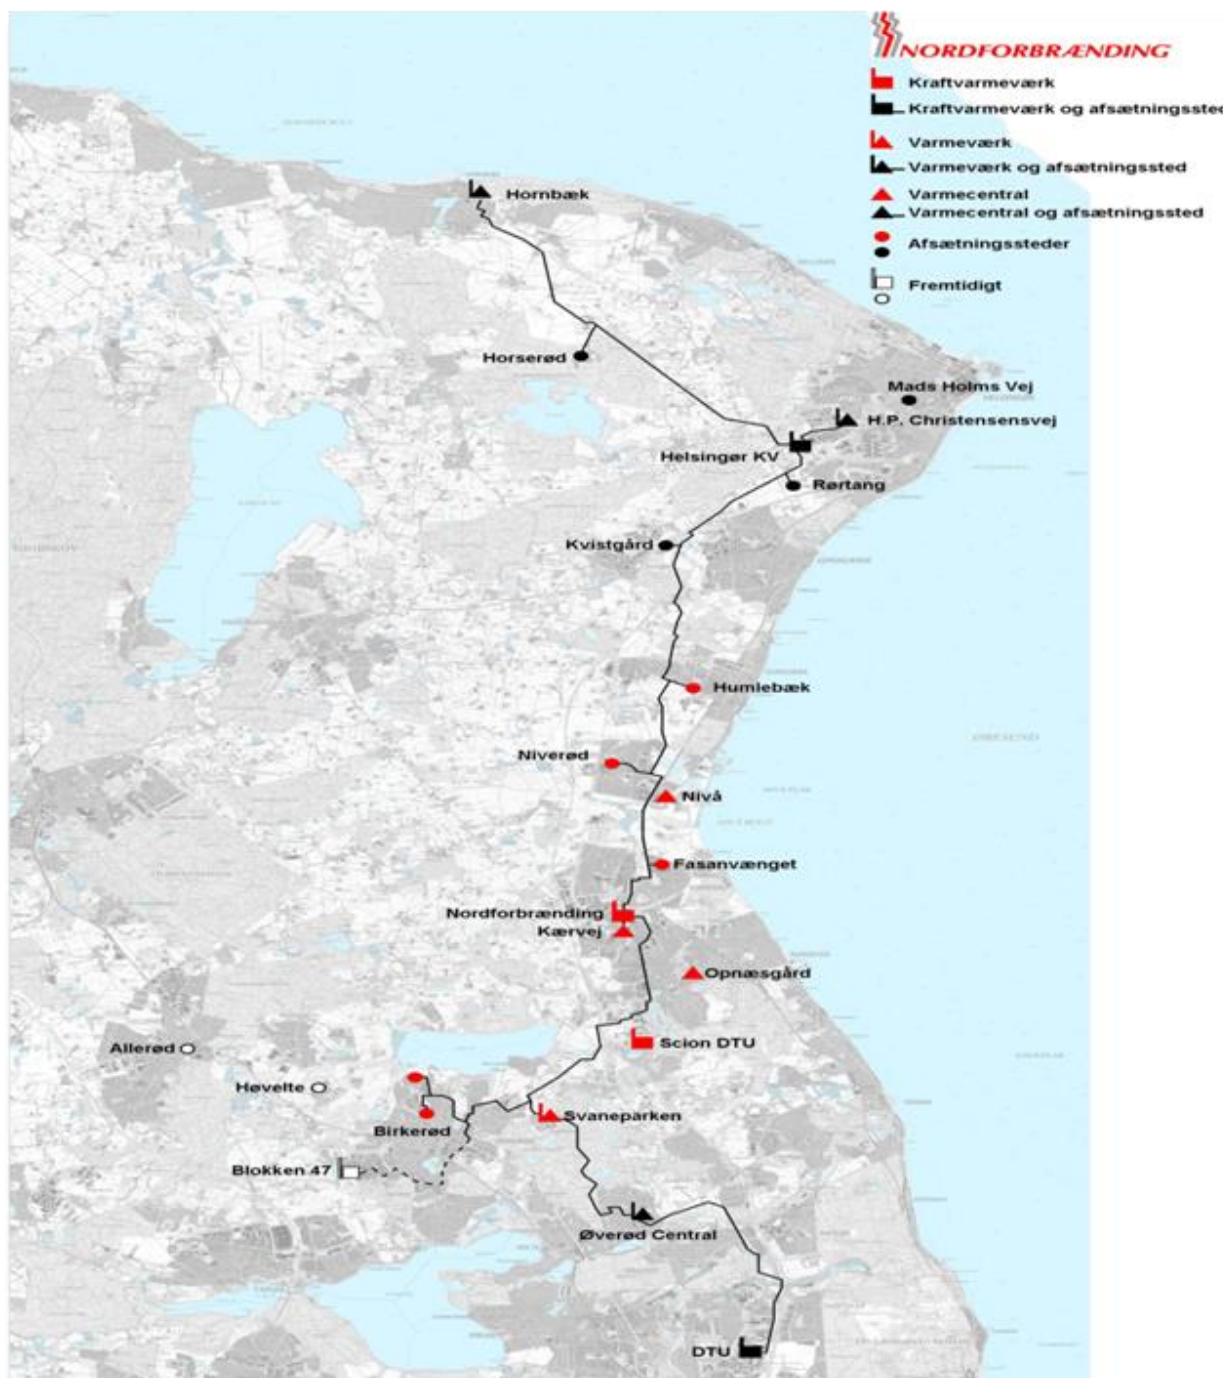 NORDFORBRÆNDING
Kraftvarmeværk
Kraftvarmeværk og afsætningssted
Varmeværk
Varmeværk og afsætningssted
Varmecentral
Varmecentral og afsætningssted
Afsætningssteder
Fremtidigt
Hornbæk
Horserød
Mads Holms Vej
H.P. Christensensvej
Helsingør KV
Rørtang
Kvistgård
Humlebæk
Niverød
Nivå
Fasanvænget
Nordforbrænding
Kærvej
Opnæsgård
Scion DTU
Allerød
Høvelte
Svaneparken
Birkerød
Blokken 47
Øverød Central
DTU